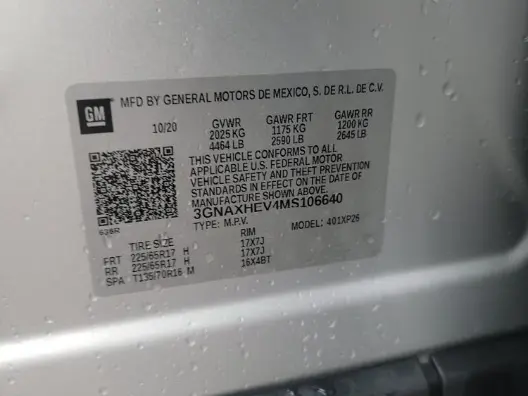 GM
MFD BY GENERAL MOTORS DE MEXICO, S. DE R.L. DE C.V.
10/20 GVWR GAWR FRT GAWR RR
2025 KG 1175 KG 1200 KG
4464 LB 2590 LB 2645 LB
THIS VEHICLE CONFORMS TO ALL
APPLICABLE U.S. FEDERAL MOTOR
VEHICLE SAFETY AND THEFT PREVENTION
STANDARDS IN EFFECT ON THE DATE OF
MANUFACTURE SHOWN ABOVE.
3GNAXHEV4MS106640
TYPE: M.P.V. MODEL: 401XP26
TIRE SIZE RIM
FRT 225/65R17 H 17X7J
RR 225/65R17 H 17X7J
SPA T135/70R16 M 16X4BT